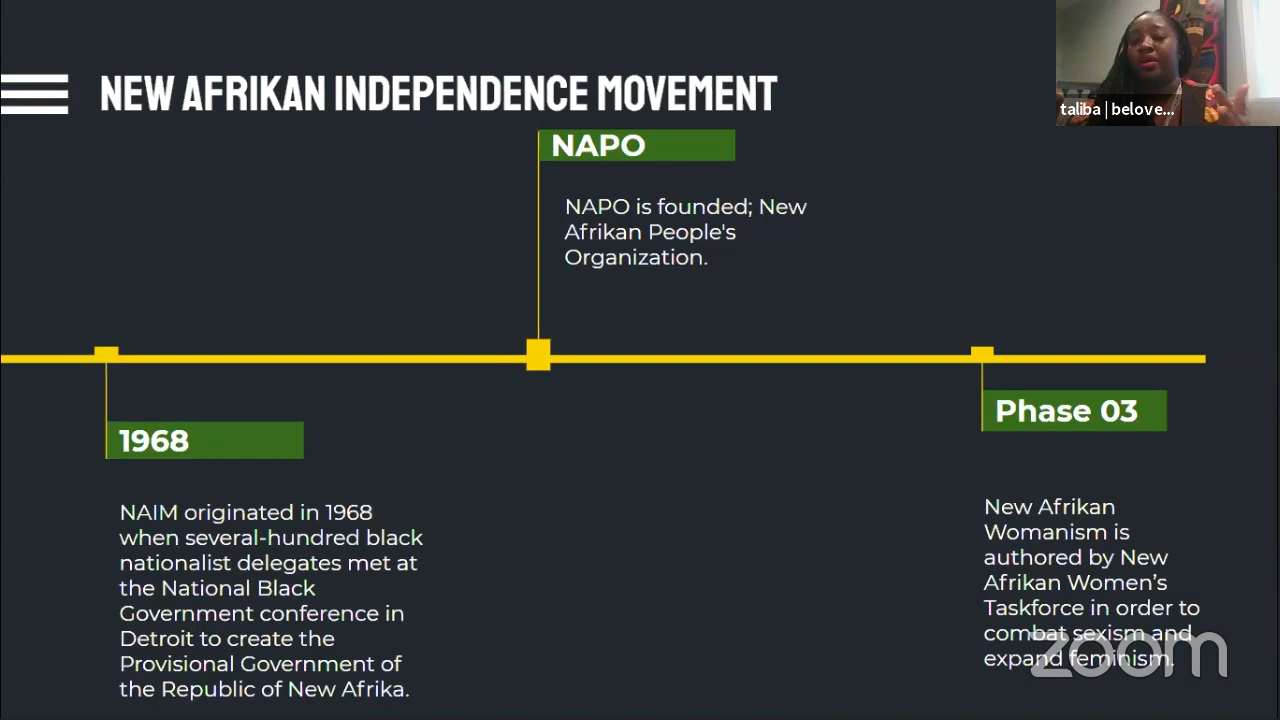 NEW AFRIKAN INDEPENDENCE MOVEMENT
taliba | belove...
NAPO
NAPO is founded; New
Afrikan People's
Organization.
1968
NAIM originated in 1968
when several-hundred black
nationalist delegates met at
the National Black
Government conference in
Detroit to create the
Provisional Government of
the Republic of New Afrika.
Phase 03
New Afrikan
Womanism is
authored by New
Afrikan Women’s
Taskforce in order to
combat sexism and
expand feminism.
zoom